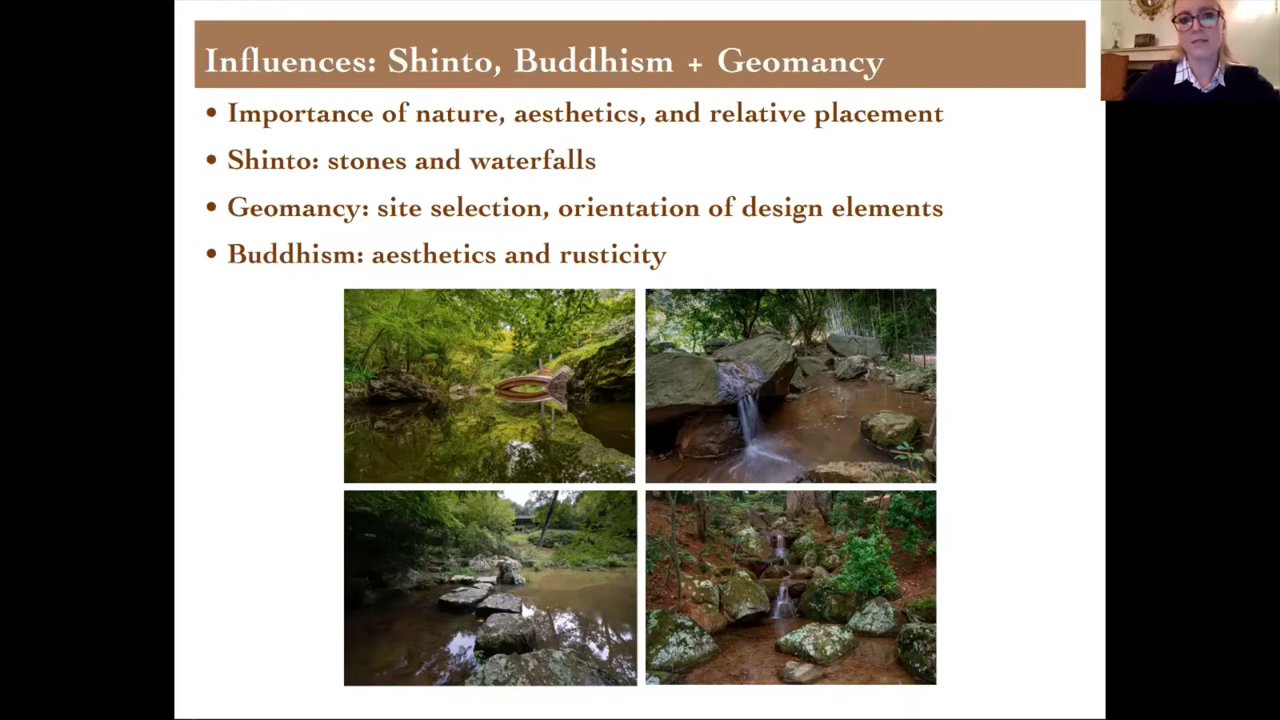 Influences: Shinto, Buddhism + Geomancy
• Importance of nature, aesthetics, and relative placement
• Shinto: stones and waterfalls
• Geomancy: site selection, orientation of design elements
• Buddhism: aesthetics and rusticity